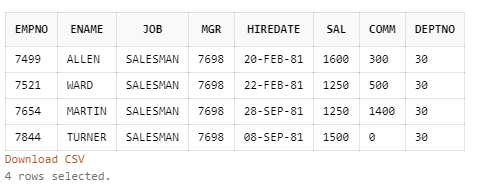 EMPNO ENAME JOB MGR HIREDATE SAL COMM DEPTNO
7499 ALLEN SALESMAN 7698 20-FEB-81 1600 300 30
7521 WARD SALESMAN 7698 22-FEB-81 1250 500 30
7654 MARTIN SALESMAN 7698 28-SEP-81 1250 1400 30
7844 TURNER SALESMAN 7698 08-SEP-81 1500 0 30
Download CSV
4 rows selected.